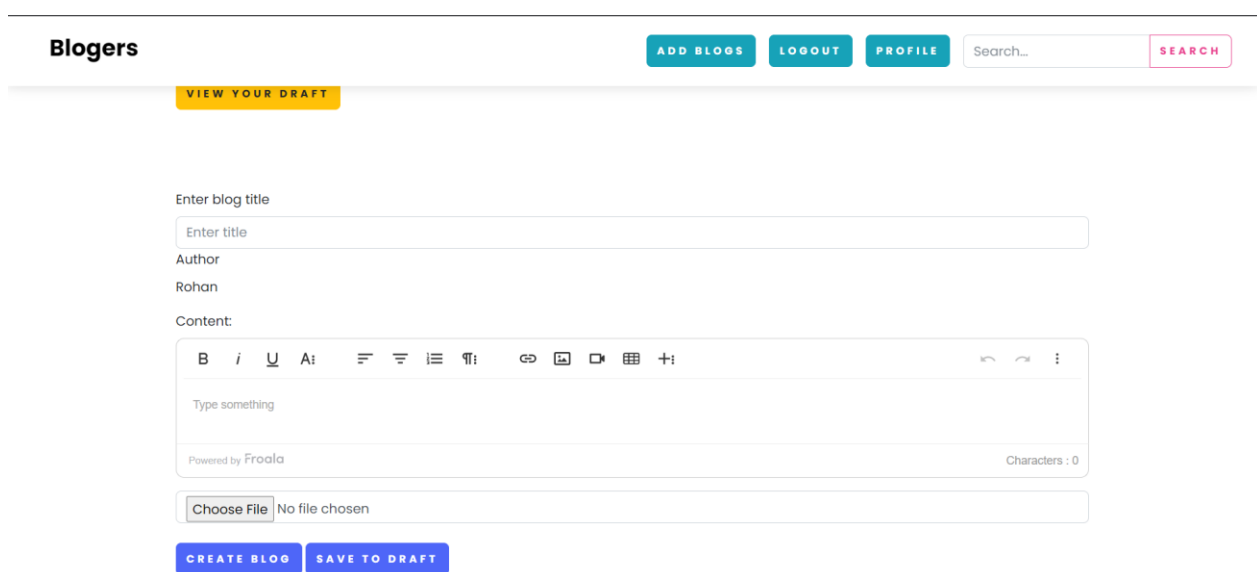 Blogers ADD BLOGS LOGOUT PROFILE Search... SEARCH
VIEW YOUR DRAFT
Enter blog title
Enter title
Author
Rohan
Content:
B i U A
Type something
Powered by Froala Characters : 0
Choose File No file chosen
CREATE BLOG SAVE TO DRAFT